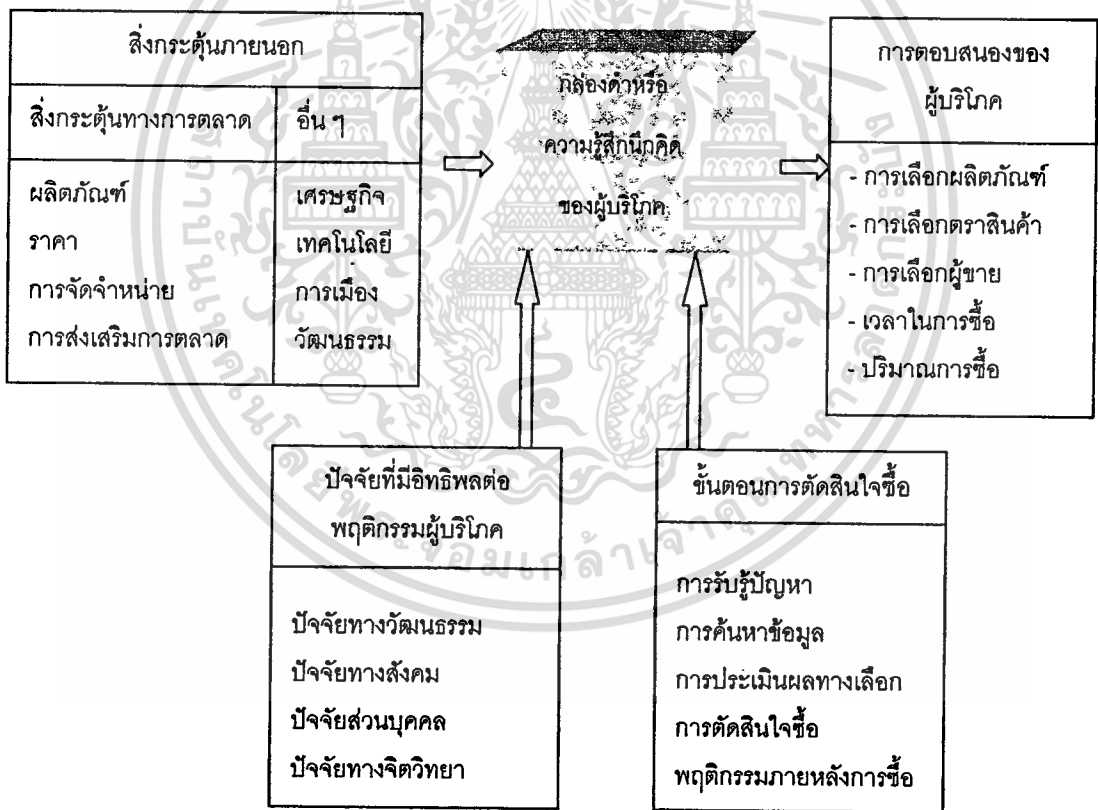 สิ่งกระตุ้นภายนอก
สิ่งกระตุ้นทางการตลาด อื่น ๆ
ผลิตภัณฑ์ เศรษฐกิจ
ราคา เทคโนโลยี
การจัดจำหน่าย การเมือง
การส่งเสริมการตลาด วัฒนธรรม
กล่องดำหรือ
ความรู้สึกนึกคิด
ของผู้บริโภค
การตอบสนองของ
ผู้บริโภค
- การเลือกผลิตภัณฑ์
- การเลือกตราสินค้า
- การเลือกผู้ขาย
- เวลาในการซื้อ
- ปริมาณการซื้อ
ปัจจัยที่มีอิทธิพลต่อ
พฤติกรรมผู้บริโภค
ปัจจัยทางวัฒนธรรม
ปัจจัยทางสังคม
ปัจจัยส่วนบุคคล
ปัจจัยทางจิตวิทยา
ขั้นตอนการตัดสินใจซื้อ
การรับรู้ปัญหา
การค้นหาข้อมูล
การประเมินผลทางเลือก
การตัดสินใจซื้อ
พฤติกรรมภายหลังการซื้อ
พระจอมเกล้าเจ้าคุณทหาร